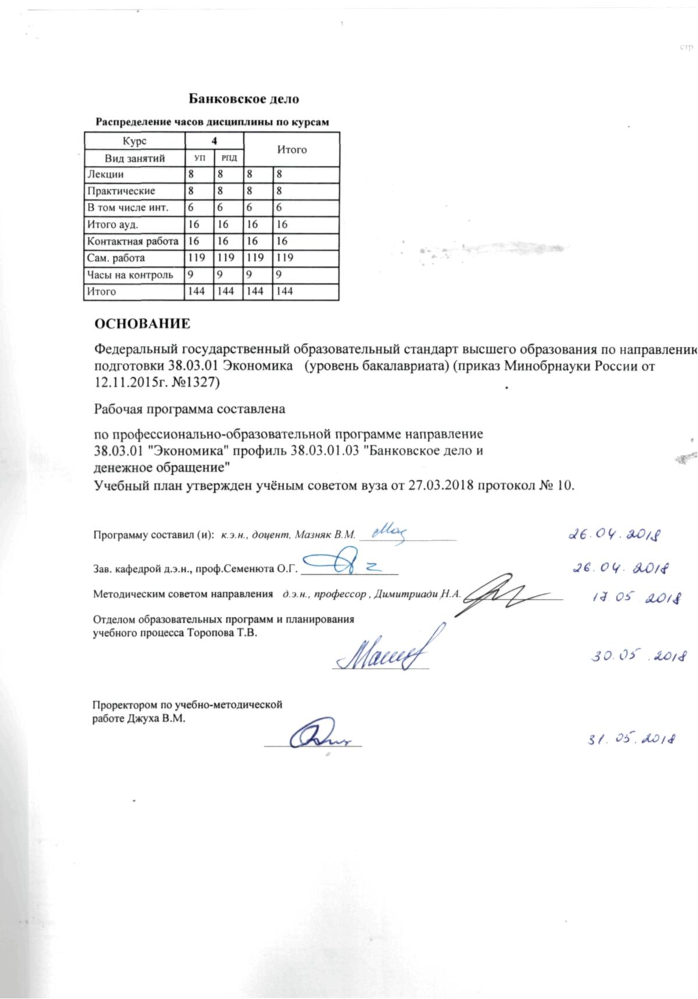 стр.
Банковское дело
Распределение часов дисциплины по курсам
Курс 4 Итого
Вид занятий УП РПД
Лекции 8 8 8 8
Практические 8 8 8 8
В том числе инт. 6 6 6 6
Итого ауд. 16 16 16 16
Контактная работа 16 16 16 16
Сам. работа 119 119 119 119
Часы на контроль 9 9 9 9
Итого 144 144 144 144
ОСНОВАНИЕ
Федеральный государственный образовательный стандарт высшего образования по направлению
подготовки 38.03.01 Экономика (уровень бакалавриата) (приказ Минобрнауки России от
12.11.2015г. №1327)
Рабочая программа составлена
по профессионально-образовательной программе направление
38.03.01 "Экономика" профиль 38.03.01.03 "Банковское дело и
денежное обращение"
Учебный план утвержден учёным советом вуза от 27.03.2018 протокол № 10.
Программу составил (и): к.э.н., доцент, Мазняк В.М. 26.04.2018
Зав. кафедрой д.э.н., проф.Семенюта О.Г. 26.04.2018
Методическим советом направления д.э.н., профессор , Димитриади Н.А. 17.05 2018
Отделом образовательных программ и планирования
учебного процесса Торопова Т.В.
30.05.2018
Проректором по учебно-методической
работе Джуха В.М.
31.05.2018